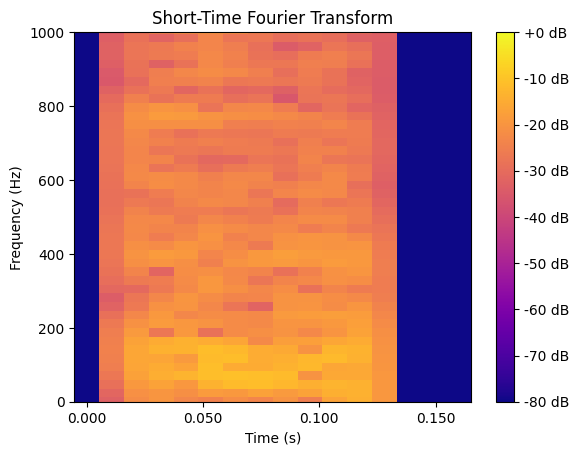 Short-Time Fourier Transform
1000
800
600
400
200
0
Frequency (Hz)
0.000
0.050
0.100
0.150
Time (s)
+0 dB
-10 dB
-20 dB
-30 dB
-40 dB
-50 dB
-60 dB
-70 dB
-80 dB